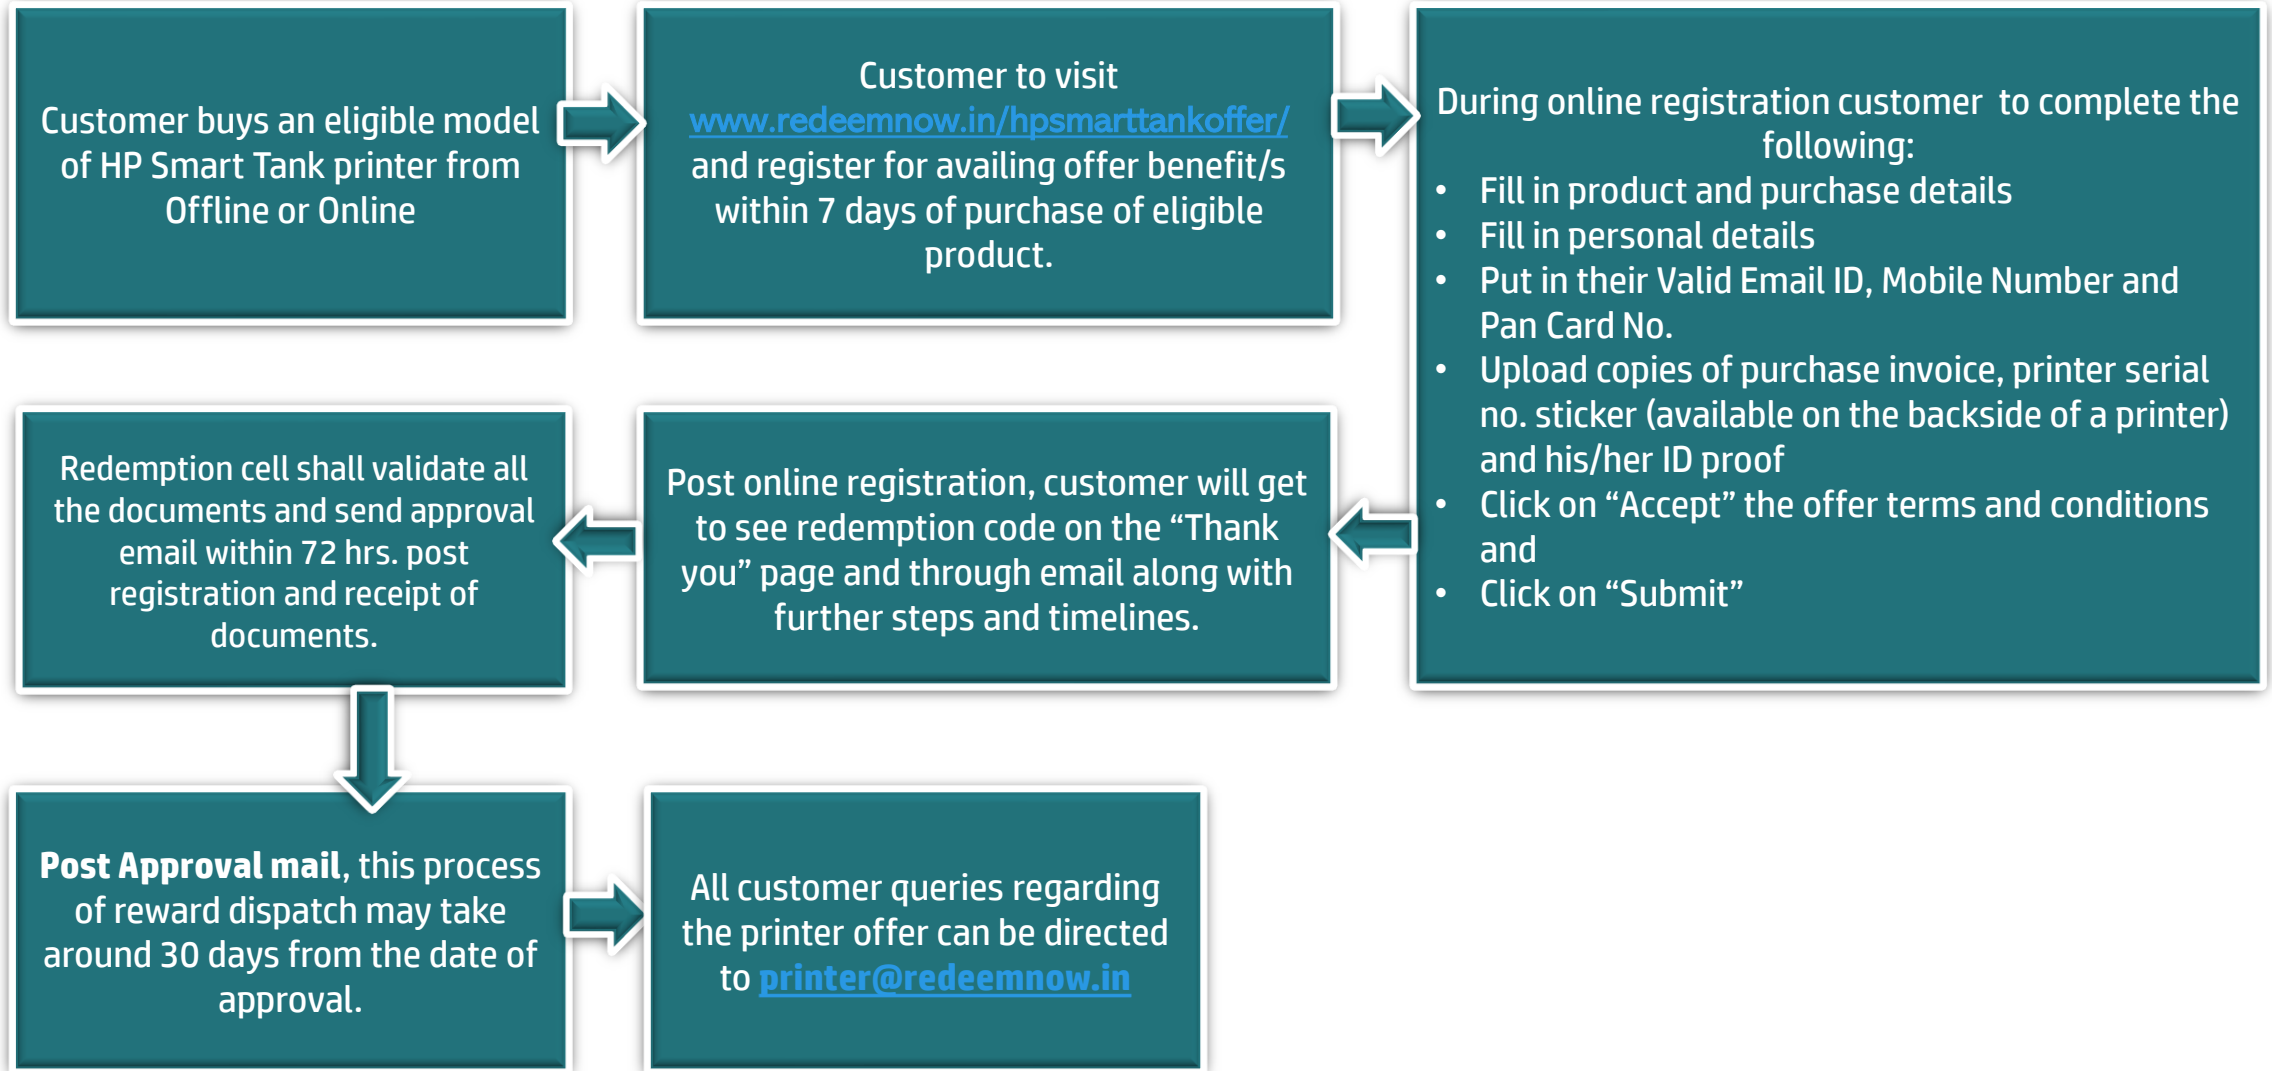 Customer buys an eligible model
of HP Smart Tank printer from
Offline or Online
Customer to visit
www.redeemnow.in/hpsmarttankoffer/
and register for availing offer benefit/s
within 7 days of purchase of eligible
product.
During online registration customer  to complete the
following:
• Fill in product and purchase details
• Fill in personal details
• Put in their Valid Email ID, Mobile Number and
Pan Card No.
• Upload copies of purchase invoice, printer serial
no. sticker (available on the backside of a printer)
and his/her ID proof
• Click on “Accept” the offer terms and conditions
and
• Click on “Submit”
Post online registration, customer will get
to see redemption code on the “Thank
you” page and through email along with
further steps and timelines.
Redemption cell shall validate all
the documents and send approval
email within 72 hrs. post
registration and receipt of
documents.
Post Approval mail, this process
of reward dispatch may take
around 30 days from the date of
approval.
All customer queries regarding
the printer offer can be directed
to printer@redeemnow.in